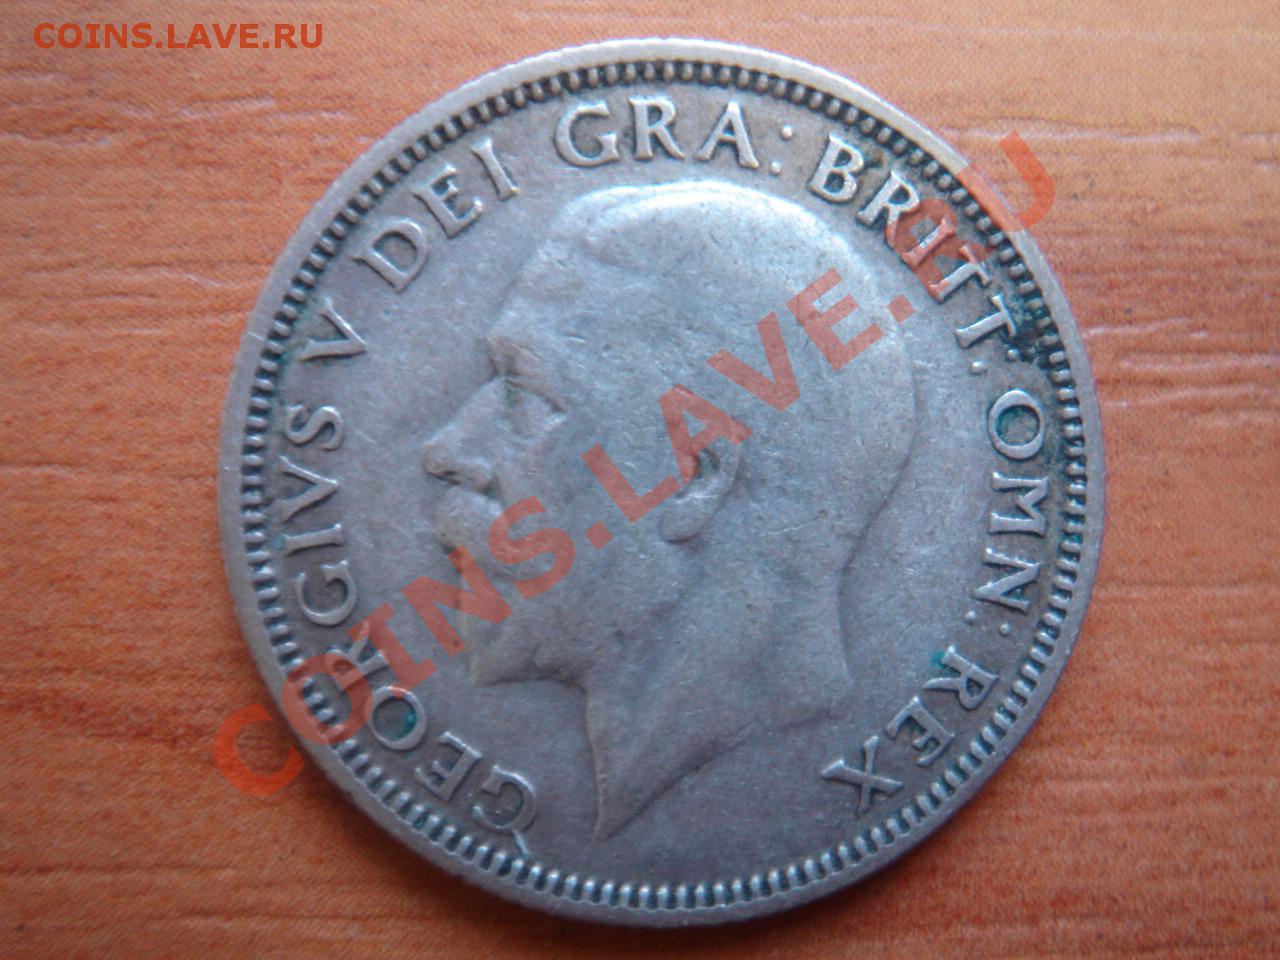 COINS.LAVE.RU
GEORGIVS V DEI GRA: BRITT: OMN: REX
COINS.LAVE.RU